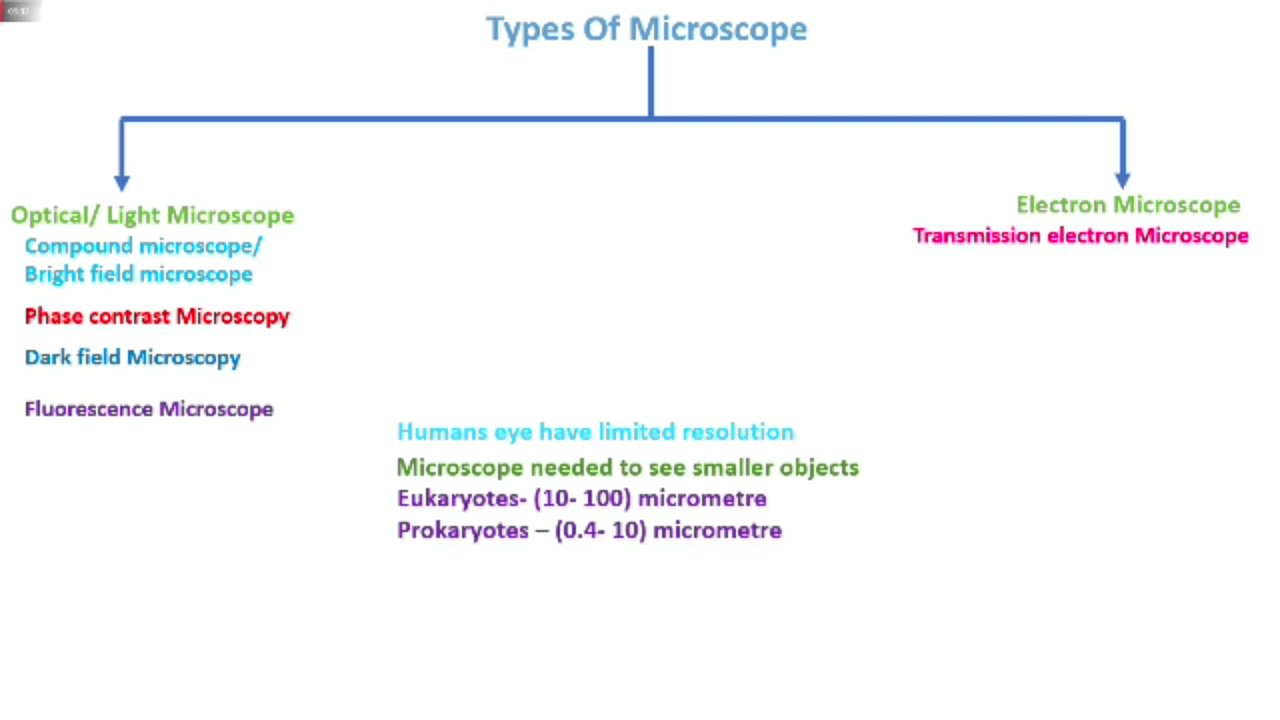 Types Of Microscope
Optical/ Light Microscope
Compound microscope/
Bright field microscope
Phase contrast Microscopy
Dark field Microscopy
Fluorescence Microscope
Electron Microscope
Transmission electron Microscope
Humans eye have limited resolution
Microscope needed to see smaller objects
Eukaryotes- (10- 100) micrometre
Prokaryotes – (0.4- 10) micrometre